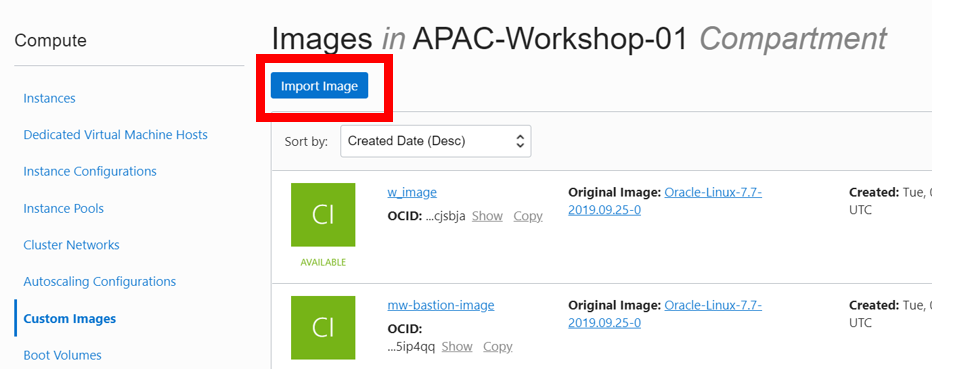 Compute
Instances
Dedicated Virtual Machine Hosts
Instance Configurations
Instance Pools
Cluster Networks
Autoscaling Configurations
Custom Images
Boot Volumes
Images in APAC-Workshop-01 Compartment
Import Image
Sort by: Created Date (Desc)
CI
AVAILABLE
w_image
OCID: ...cjsbja Show Copy
Original Image: Oracle-Linux-7.7-
2019.09.25-0
Created: Tue,
UTC
CI
mw-bastion-image
OCID:
...5ip4qq Show Copy
Original Image: Oracle-Linux-7.7-
2019.09.25-0
Created: Tue,
UTC